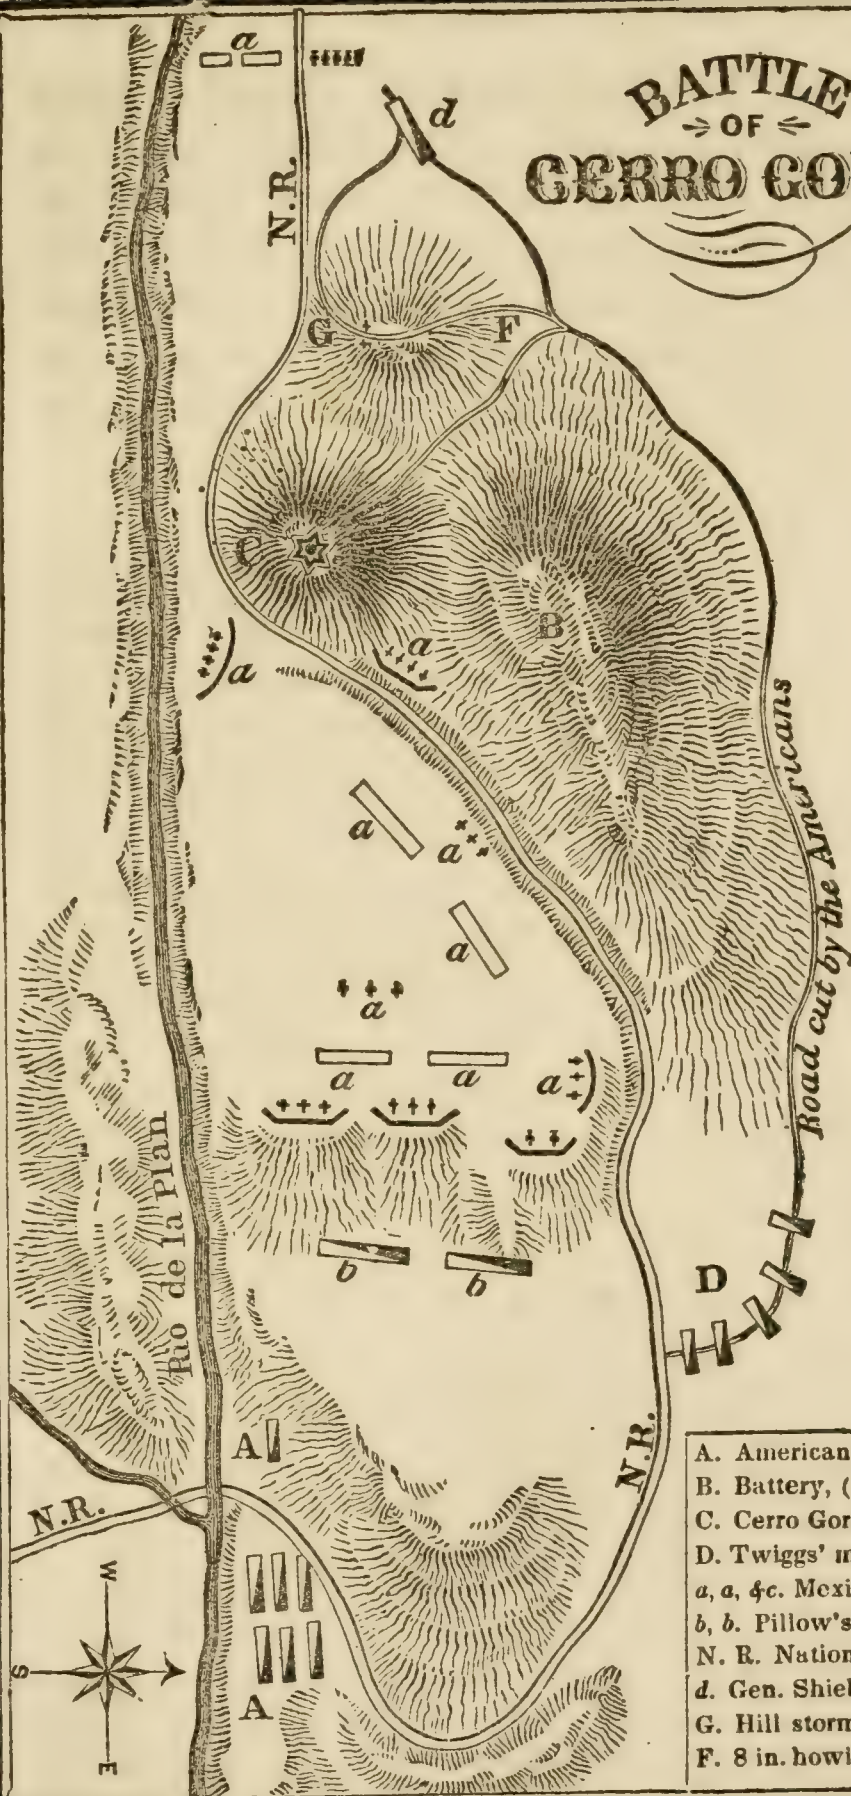 BATTLE
OF
CERRO GO
a
d
N.R.
G
F
C
B
a
a
a
a
a
a
a
a
a
Road cut by the Americans
Rio de la Plan
b
b
D
A
N.R.
N.R.
A
W
S
E
A. American
B. Battery, (
C. Cerro Gor
D. Twiggs' m
a, a, &c. Mexi
b, b. Pillow's
N. R. Nation
d. Gen. Shiel
G. Hill storm
F. 8 in. howi